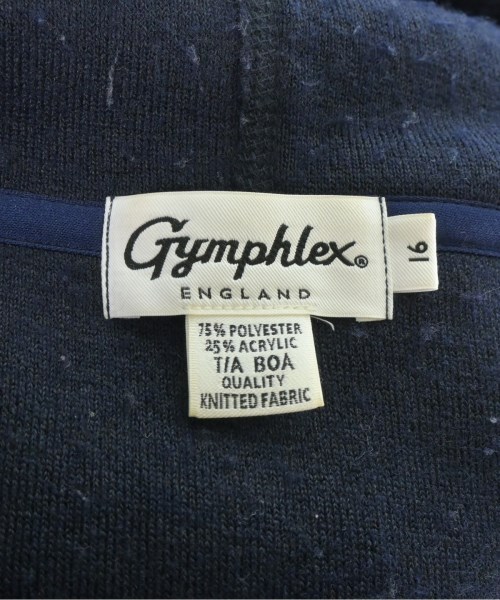 Gymphlex®
ENGLAND
16
75% POLYESTER
25% ACRYLIC
T/A BOA
QUALITY
KNITTED FABRIC